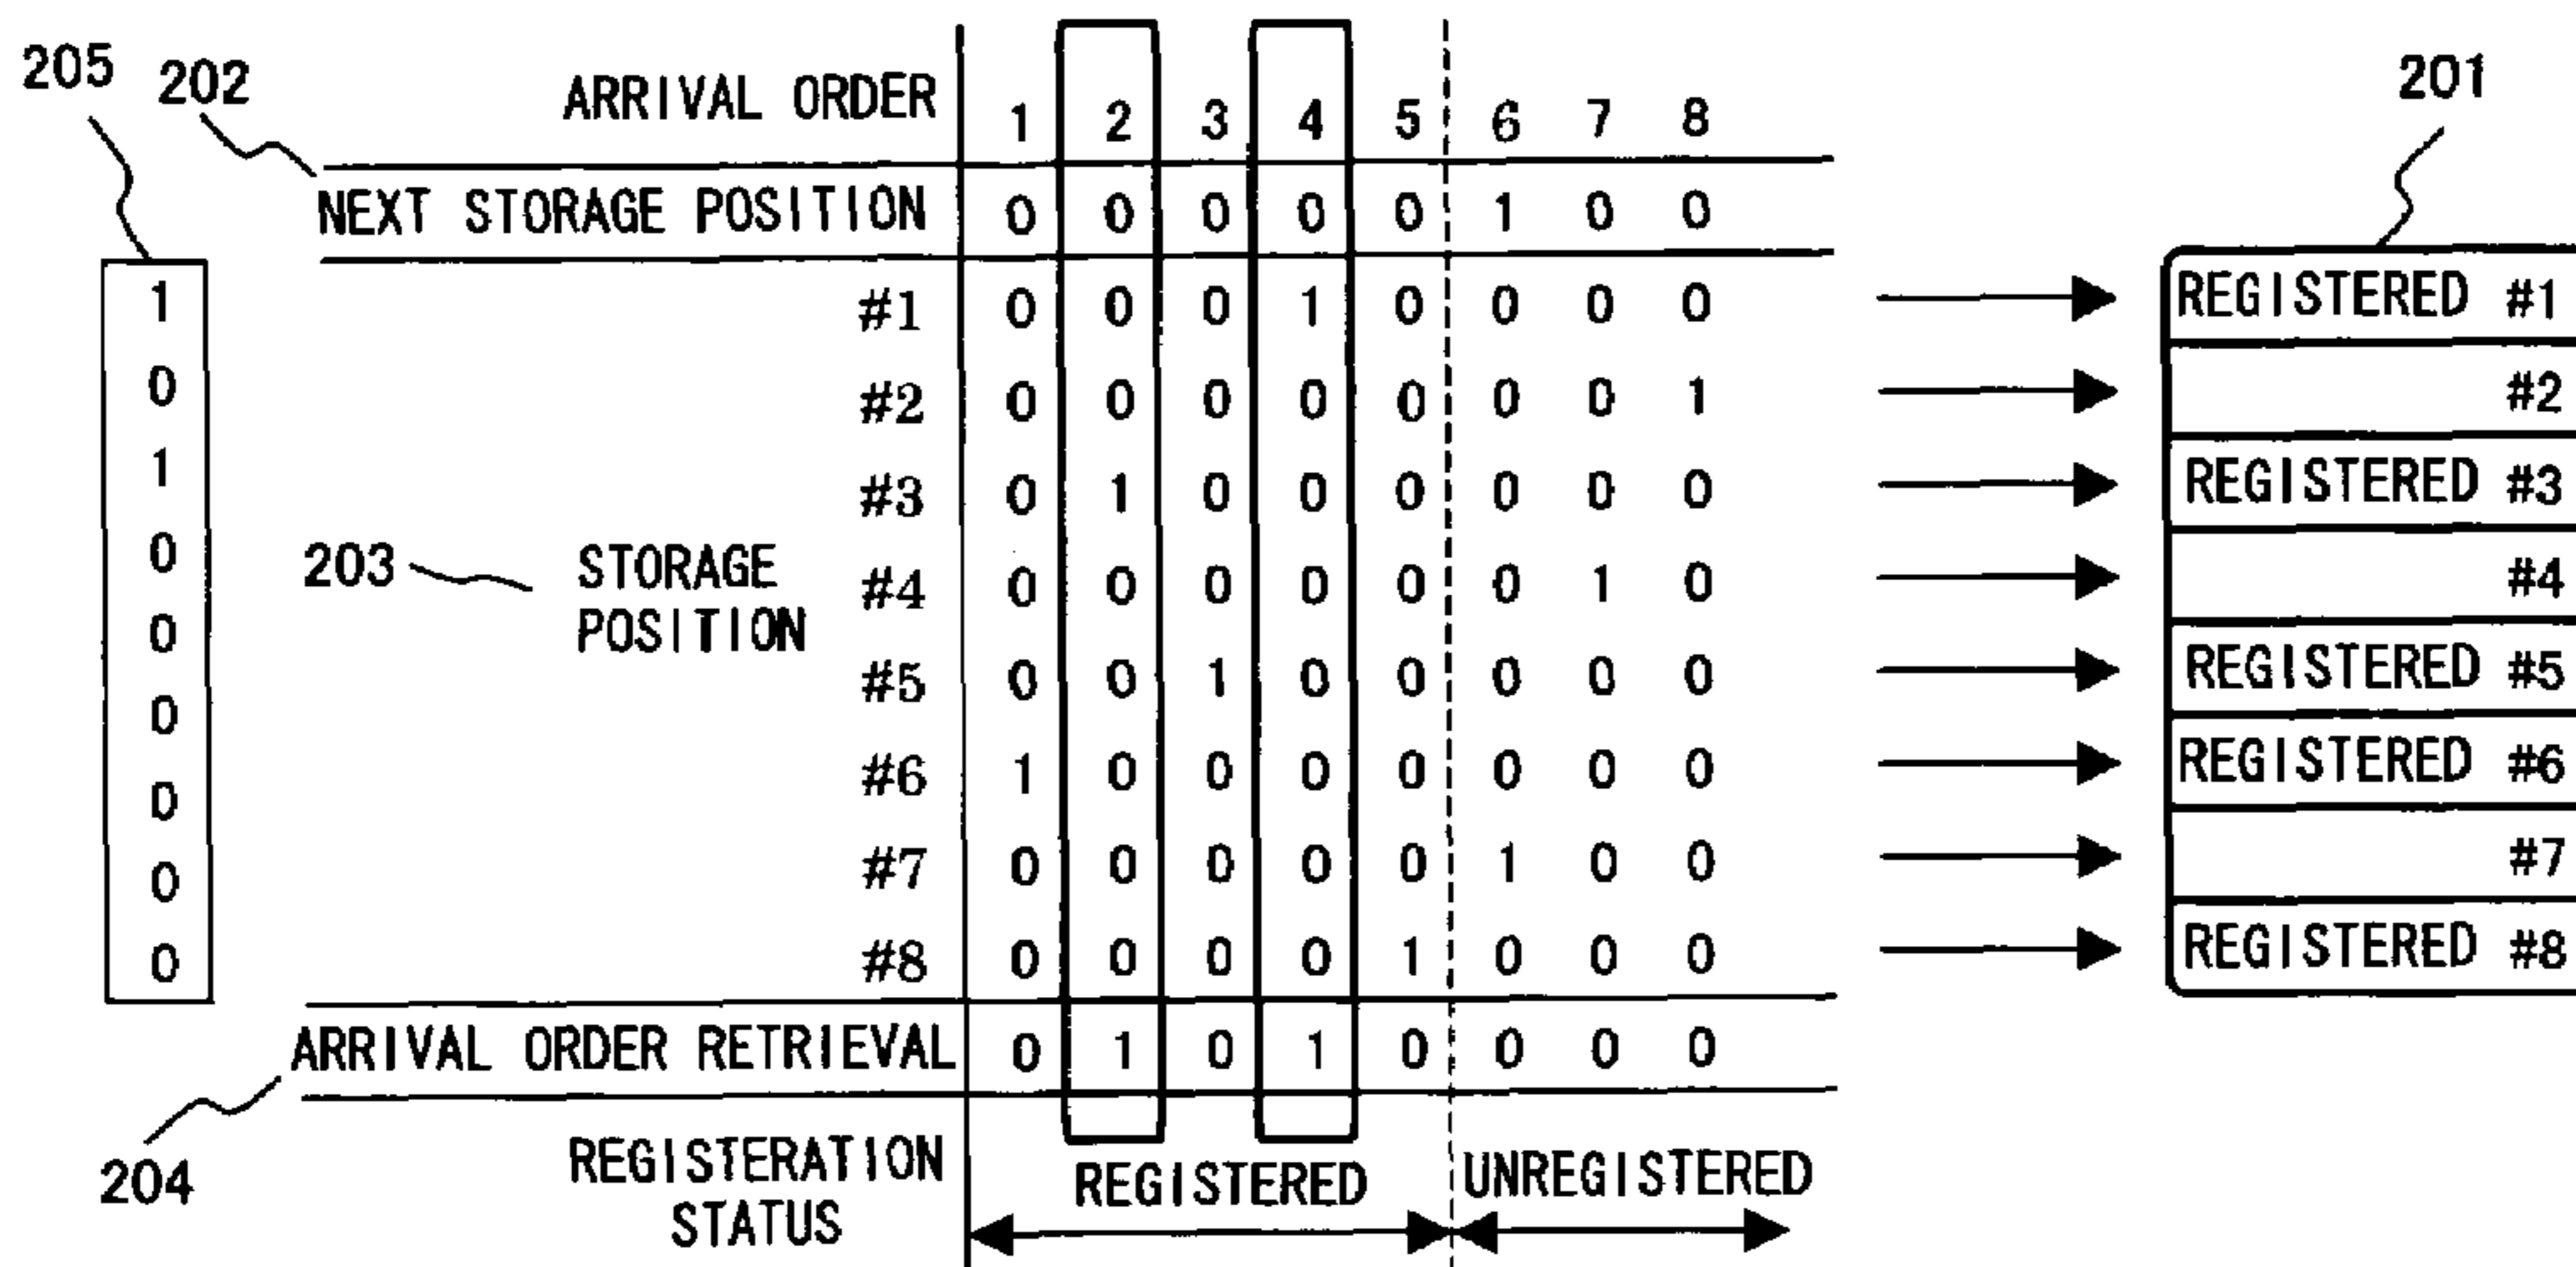 205 202 ARRIVAL ORDER 1 2 3 4 5 6 7 8 201
NEXT STORAGE POSITION 0 0 0 0 0 1 0 0
1 #1 0 0 0 1 0 0 0 0 REGISTERED #1
0 #2 0 0 0 0 0 0 0 1 #2
1 #3 0 1 0 0 0 0 0 0 REGISTERED #3
0 203 STORAGE POSITION #4 0 0 0 0 0 0 1 0 #4
0 #5 0 0 1 0 0 0 0 0 REGISTERED #5
0 #6 1 0 0 0 0 0 0 0 REGISTERED #6
0 #7 0 0 0 0 0 1 0 0 #7
0 #8 0 0 0 0 1 0 0 0 REGISTERED #8
0
ARRIVAL ORDER RETRIEVAL 0 1 0 1 0 0 0 0
204 REGISTERATION REGISTERED UNREGISTERED
STATUS